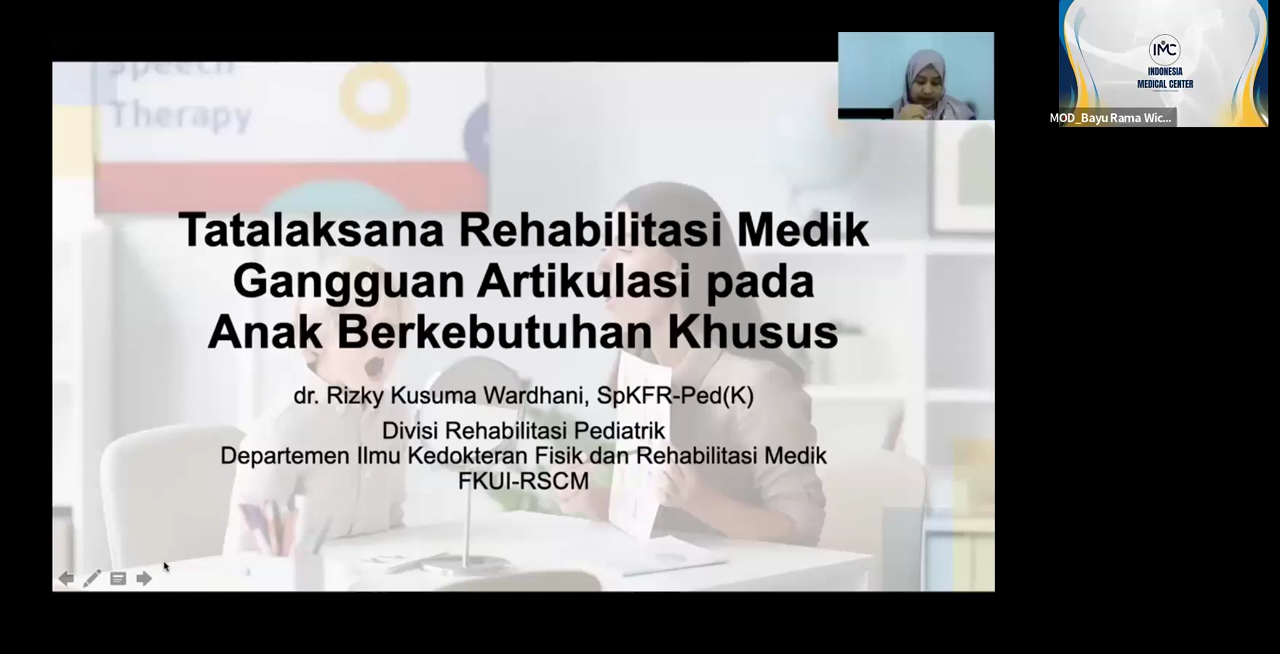 Speech
Therapy
Tatalaksana Rehabilitasi Medik
Gangguan Artikulasi pada
Anak Berkebutuhan Khusus
dr. Rizky Kusuma Wardhani, SpKFR-Ped(K)
Divisi Rehabilitasi Pediatrik
Departemen Ilmu Kedokteran Fisik dan Rehabilitasi Medik
FKUI-RSCM
IMC
INDONESIA
MEDICAL CENTER
MOD_Bayu Rama Wic...